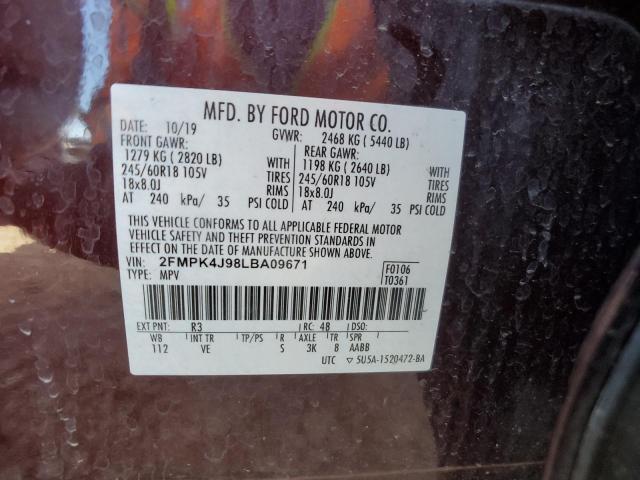 MFD. BY FORD MOTOR CO.
DATE: 10/19 GVWR: 2468 KG ( 5440 LB)
FRONT GAWR: REAR GAWR:
1279 KG ( 2820 LB) 1198 KG ( 2640 LB)
245/60R18 105V TIRES 245/60R18 105V TIRES
18x8.0J RIMS 18x8.0J RIMS
AT 240 kPa/ 35 PSI COLD AT 240 kPa/ 35 PSI COLD
THIS VEHICLE CONFORMS TO ALL APPLICABLE FEDERAL MOTOR
VEHICLE SAFETY AND THEFT PREVENTION STANDARDS IN
EFFECT ON THE DATE OF MANUFACTURE SHOWN ABOVE.
VIN: 2FMPK4J98LBA09671 F0106
TYPE: MPV T0361
EXT PNT: R3 RC: 48 DSO:
WB INT TR TP/PS R AXLE TR SPR
112 VE S 3K 8 AABB
UTC ▽ 5U5A-1520472-BA